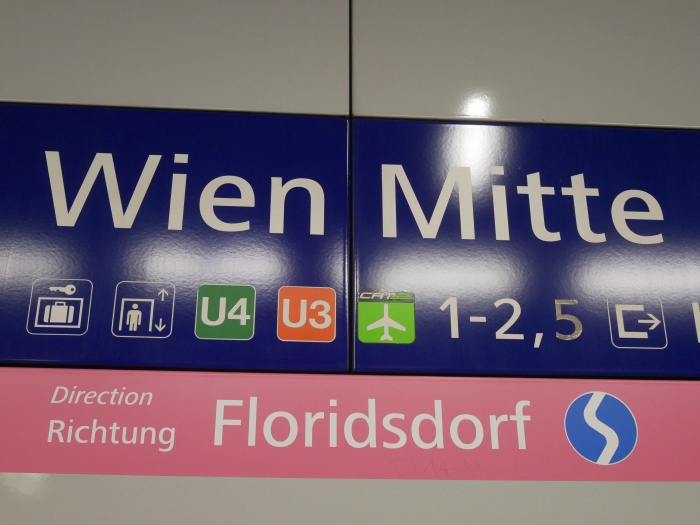 Wien Mitte
U4 U3 CAT 1-2,5
Direction
Richtung Floridsdorf